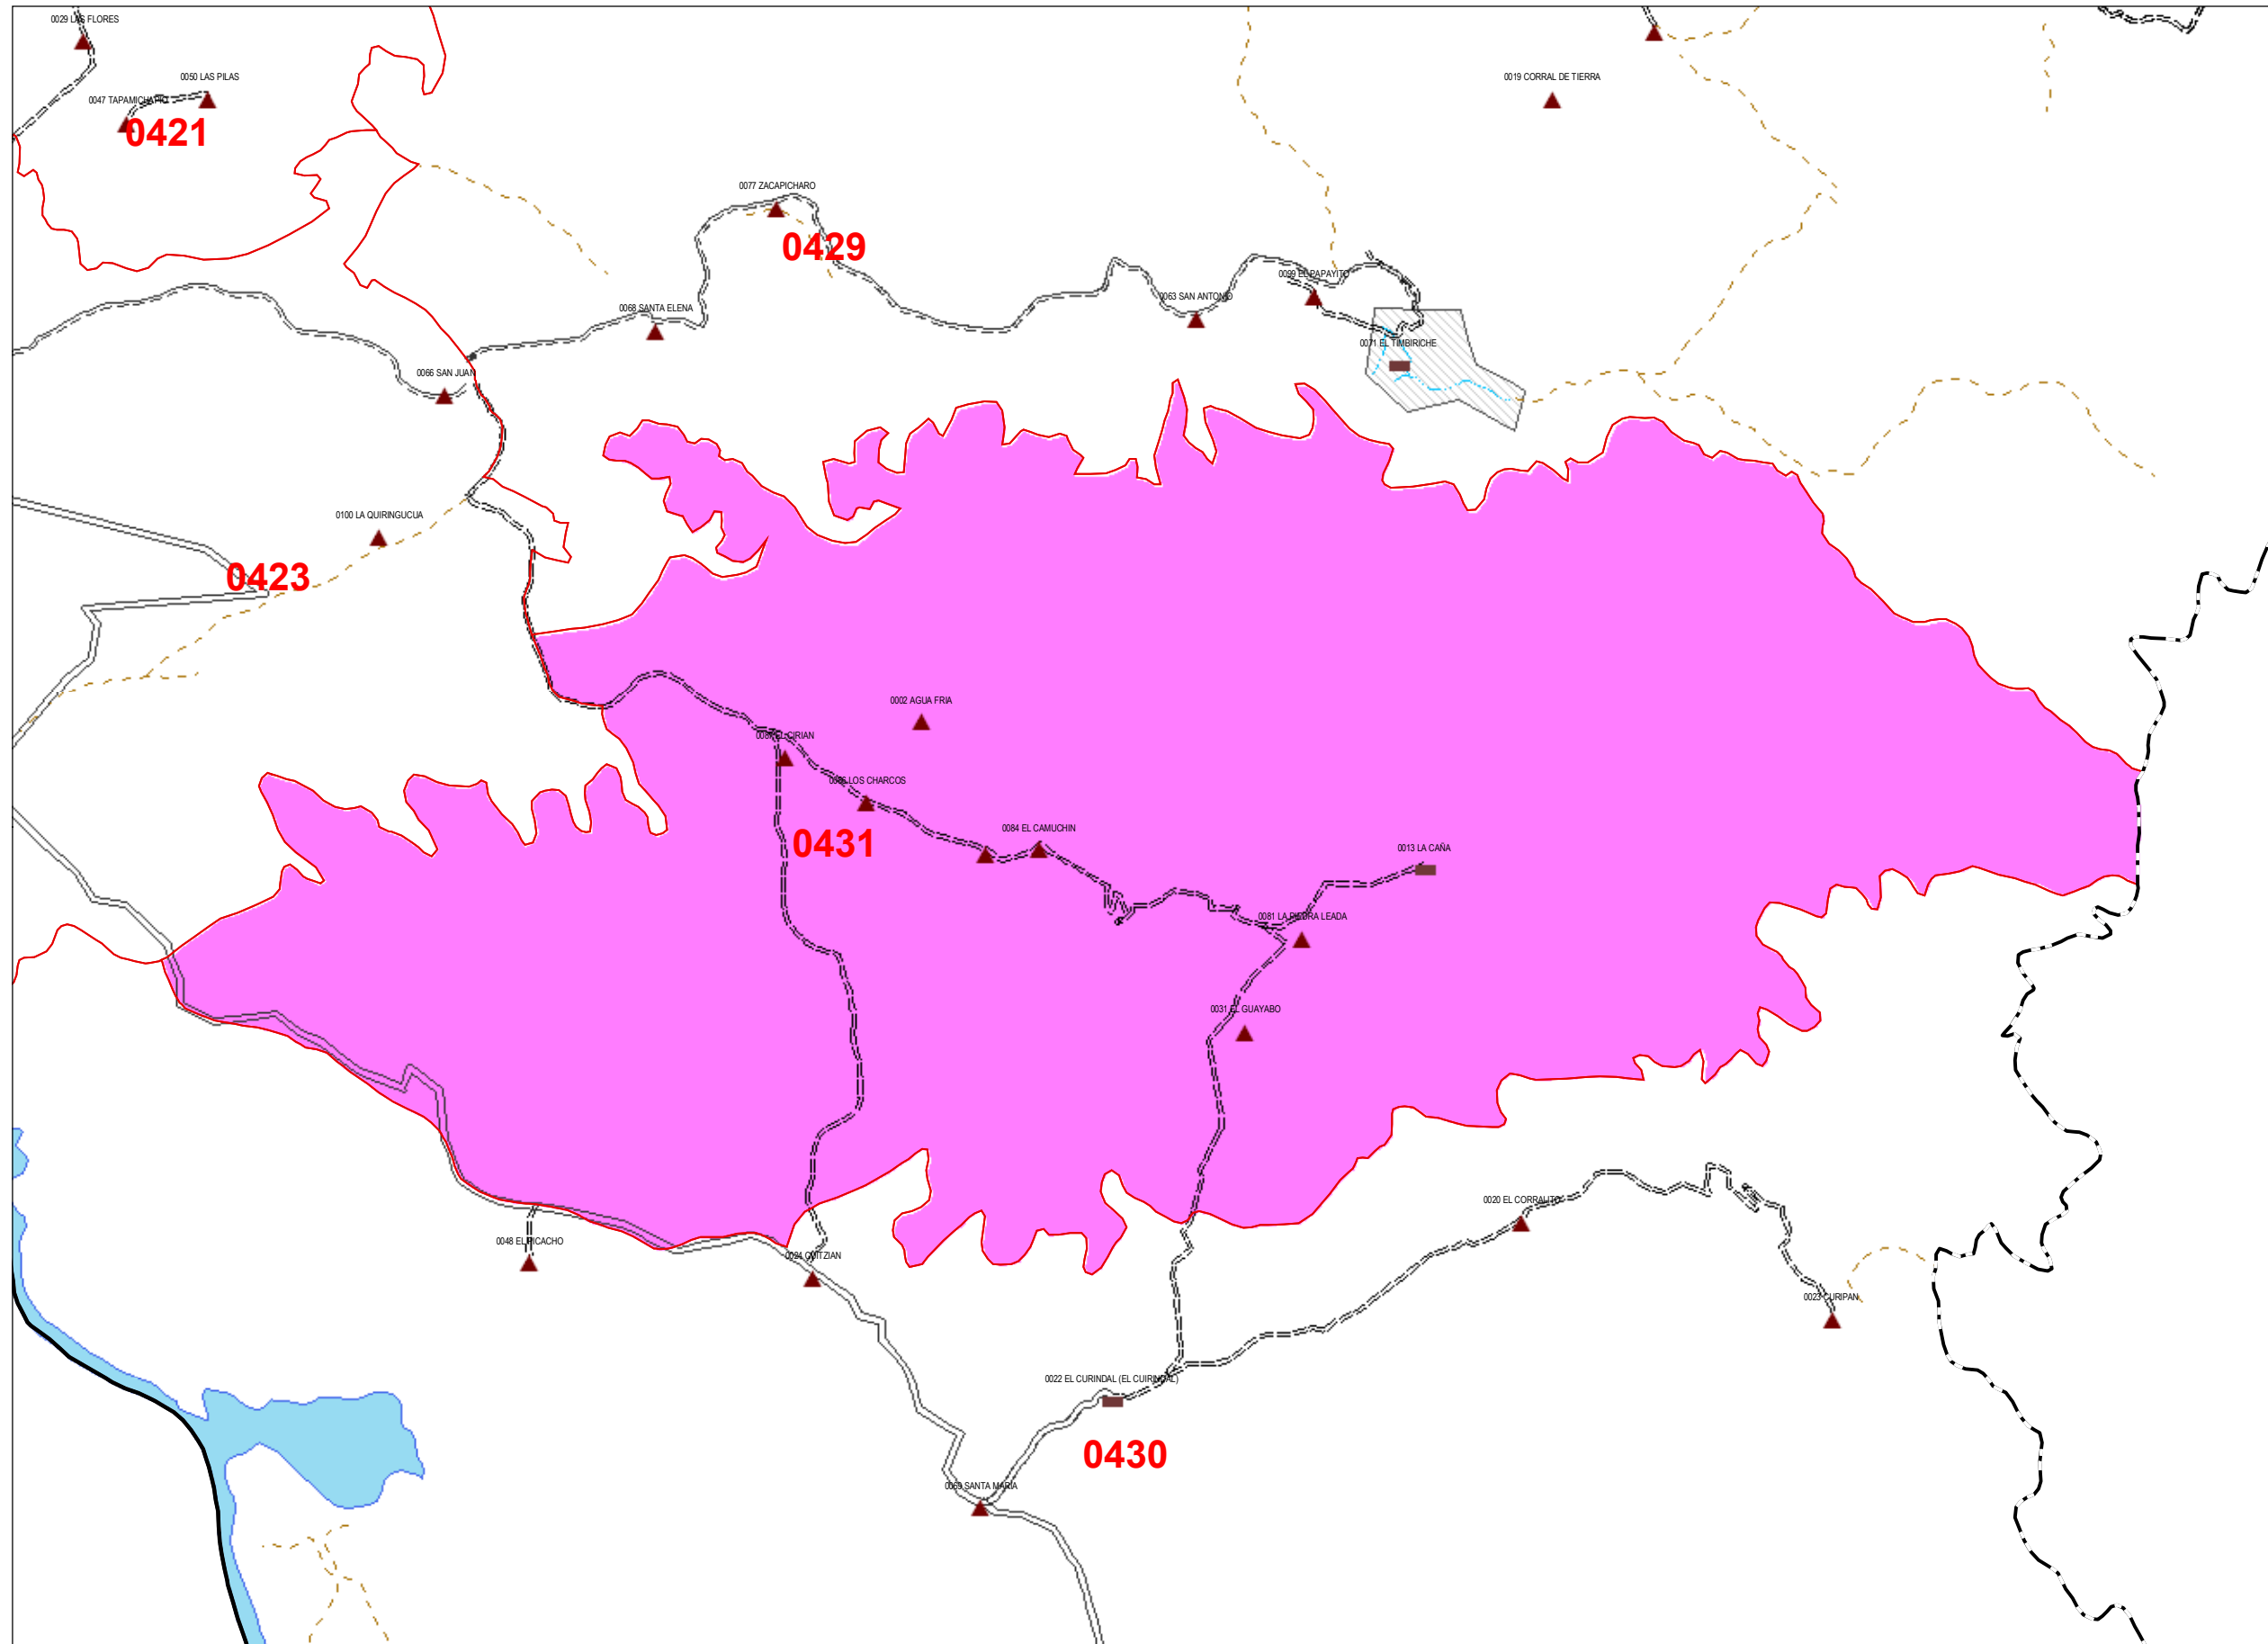 0029 LAS FLORES
0050 LAS PILAS
0019 CORRAL DE TIERRA
0421
0077 ZACAPICHARO
0429
0099 EL PAPAYITO
0063 SAN ANTONIO
0068 SANTA ELENA
0071 EL TIMBIRICHE
0066 SAN JUAN
0100 LA QUIRINGUCUA
0423
0002 AGUA FRIA
EL CIRIAN
LOS CHARCOS
0084 EL CAMUCHIN
0431
0013 LA CAÑA
0081 LA PIEDRA LEADA
0031 EL GUAYABO
0020 EL CORRALITO
0048 EL PICACHO
0024 CUITZIAN
0023 CURIPAN
0022 EL CURINDAL (EL CUIRINDAL)
0430
0069 SANTA MARIA